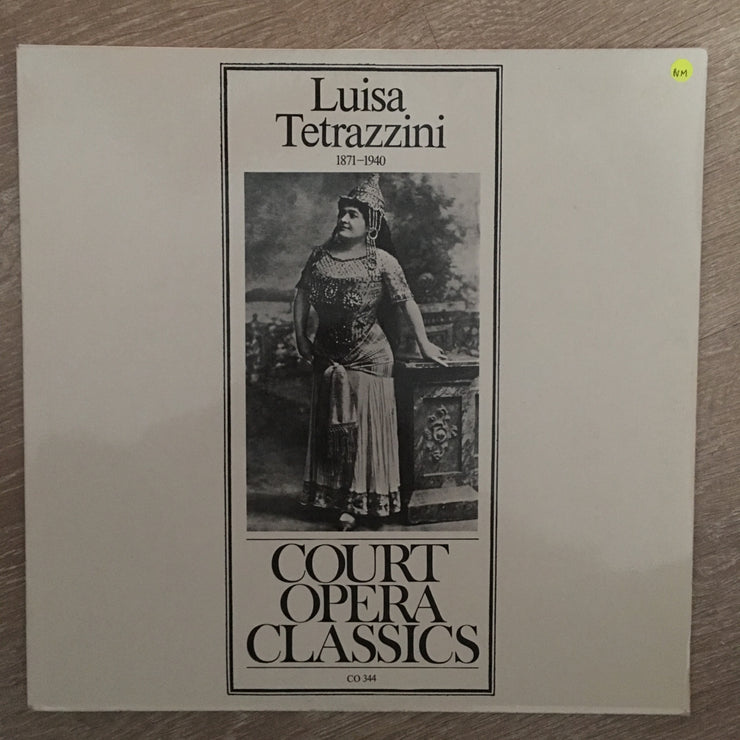 NM
Luisa
Tetrazzini
1871–1940
COURT
OPERA
CLASSICS
CO 344